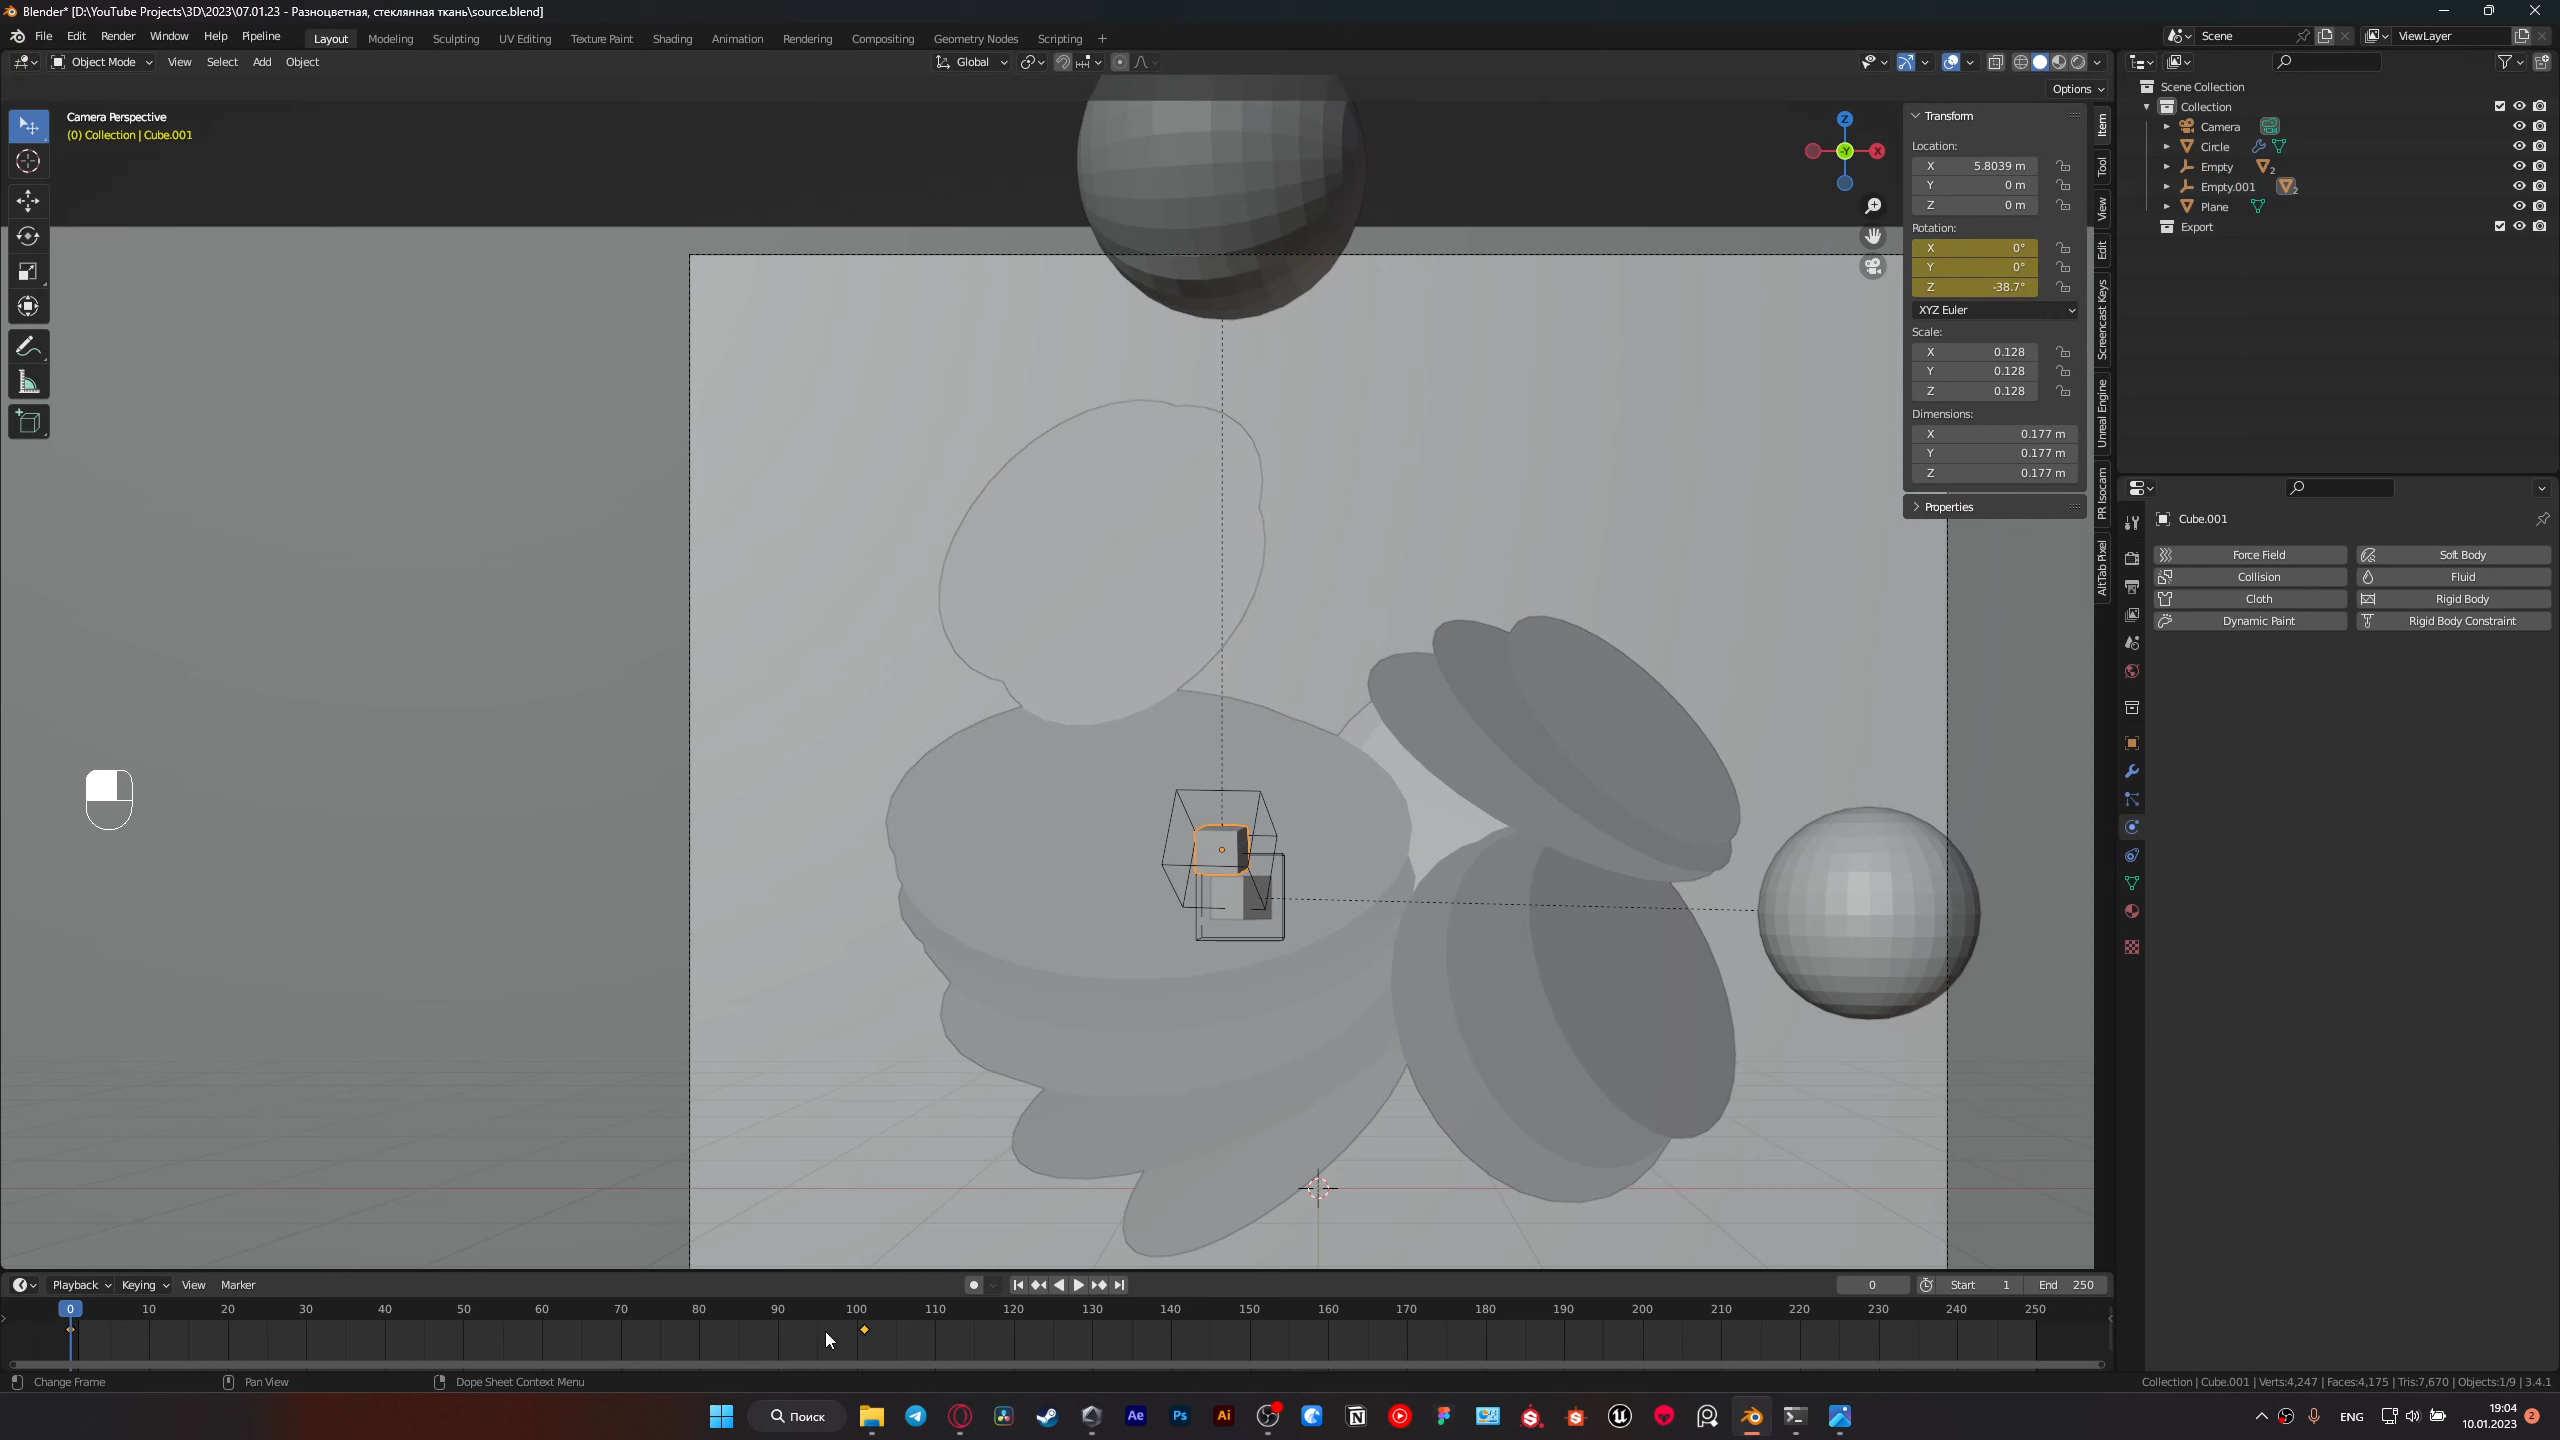 Blender* [D:\YouTube Projects\3D\2023\07.01.23 - Разноцветная, стеклянная ткань\source.blend]
File Edit Render Window Help Pipeline Layout Modeling Sculpting UV Editing Texture Paint Shading Animation Rendering Compositing Geometry Nodes Scripting +
Scene ViewLayer
Object Mode View Select Add Object Global
Options
Camera Perspective
(0) Collection | Cube.001
Z
-Y
X
Transform
Location:
X 5.8039 m
Y 0 m
Z 0 m
Rotation:
X 0°
Y 0°
Z -38.7°
XYZ Euler
Scale:
X 0.128
Y 0.128
Z 0.128
Dimensions:
X 0.177 m
Y 0.177 m
Z 0.177 m
Properties
Item
Tool
View
Edit
Screencast Keys
Unreal Engine
PR Isocam
AltTab Pixel
Scene Collection
Collection
Camera
Circle
Empty 2
Empty.001 2
Plane
Export
Cube.001
Force Field Soft Body
Collision Fluid
Cloth Rigid Body
Dynamic Paint Rigid Body Constraint
Playback Keying View Marker 0 Start 1 End 250
0 10 20 30 40 50 60 70 80 90 100 110 120 130 140 150 160 170 180 190 200 210 220 230 240 250
Change Frame Pan View Dope Sheet Context Menu
Collection | Cube.001 | Verts:4,247 | Faces:4,175 | Tris:7,670 | Objects:1/9 | 3.4.1
Поиск Ae Ps Ai ENG 19:04
10.01.2023 2